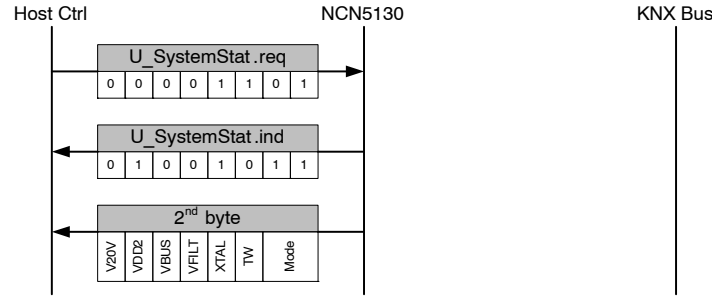 Host Ctrl NCN5130 KNX Bus
U_SystemStat.req
0 0 0 0 1 1 0 1
U_SystemStat.ind
0 1 0 0 1 0 1 1
2nd byte
V20V VDD2 VBUS VFILT XTAL TW Mode